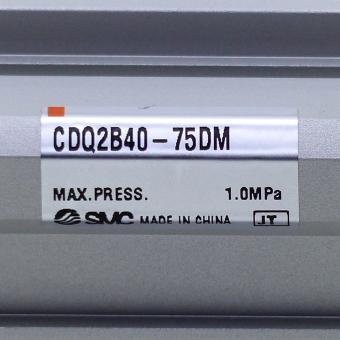 CDQ2B40-75DM
MAX.PRESS. 1.0MPa
SMC MADE IN CHINA JT